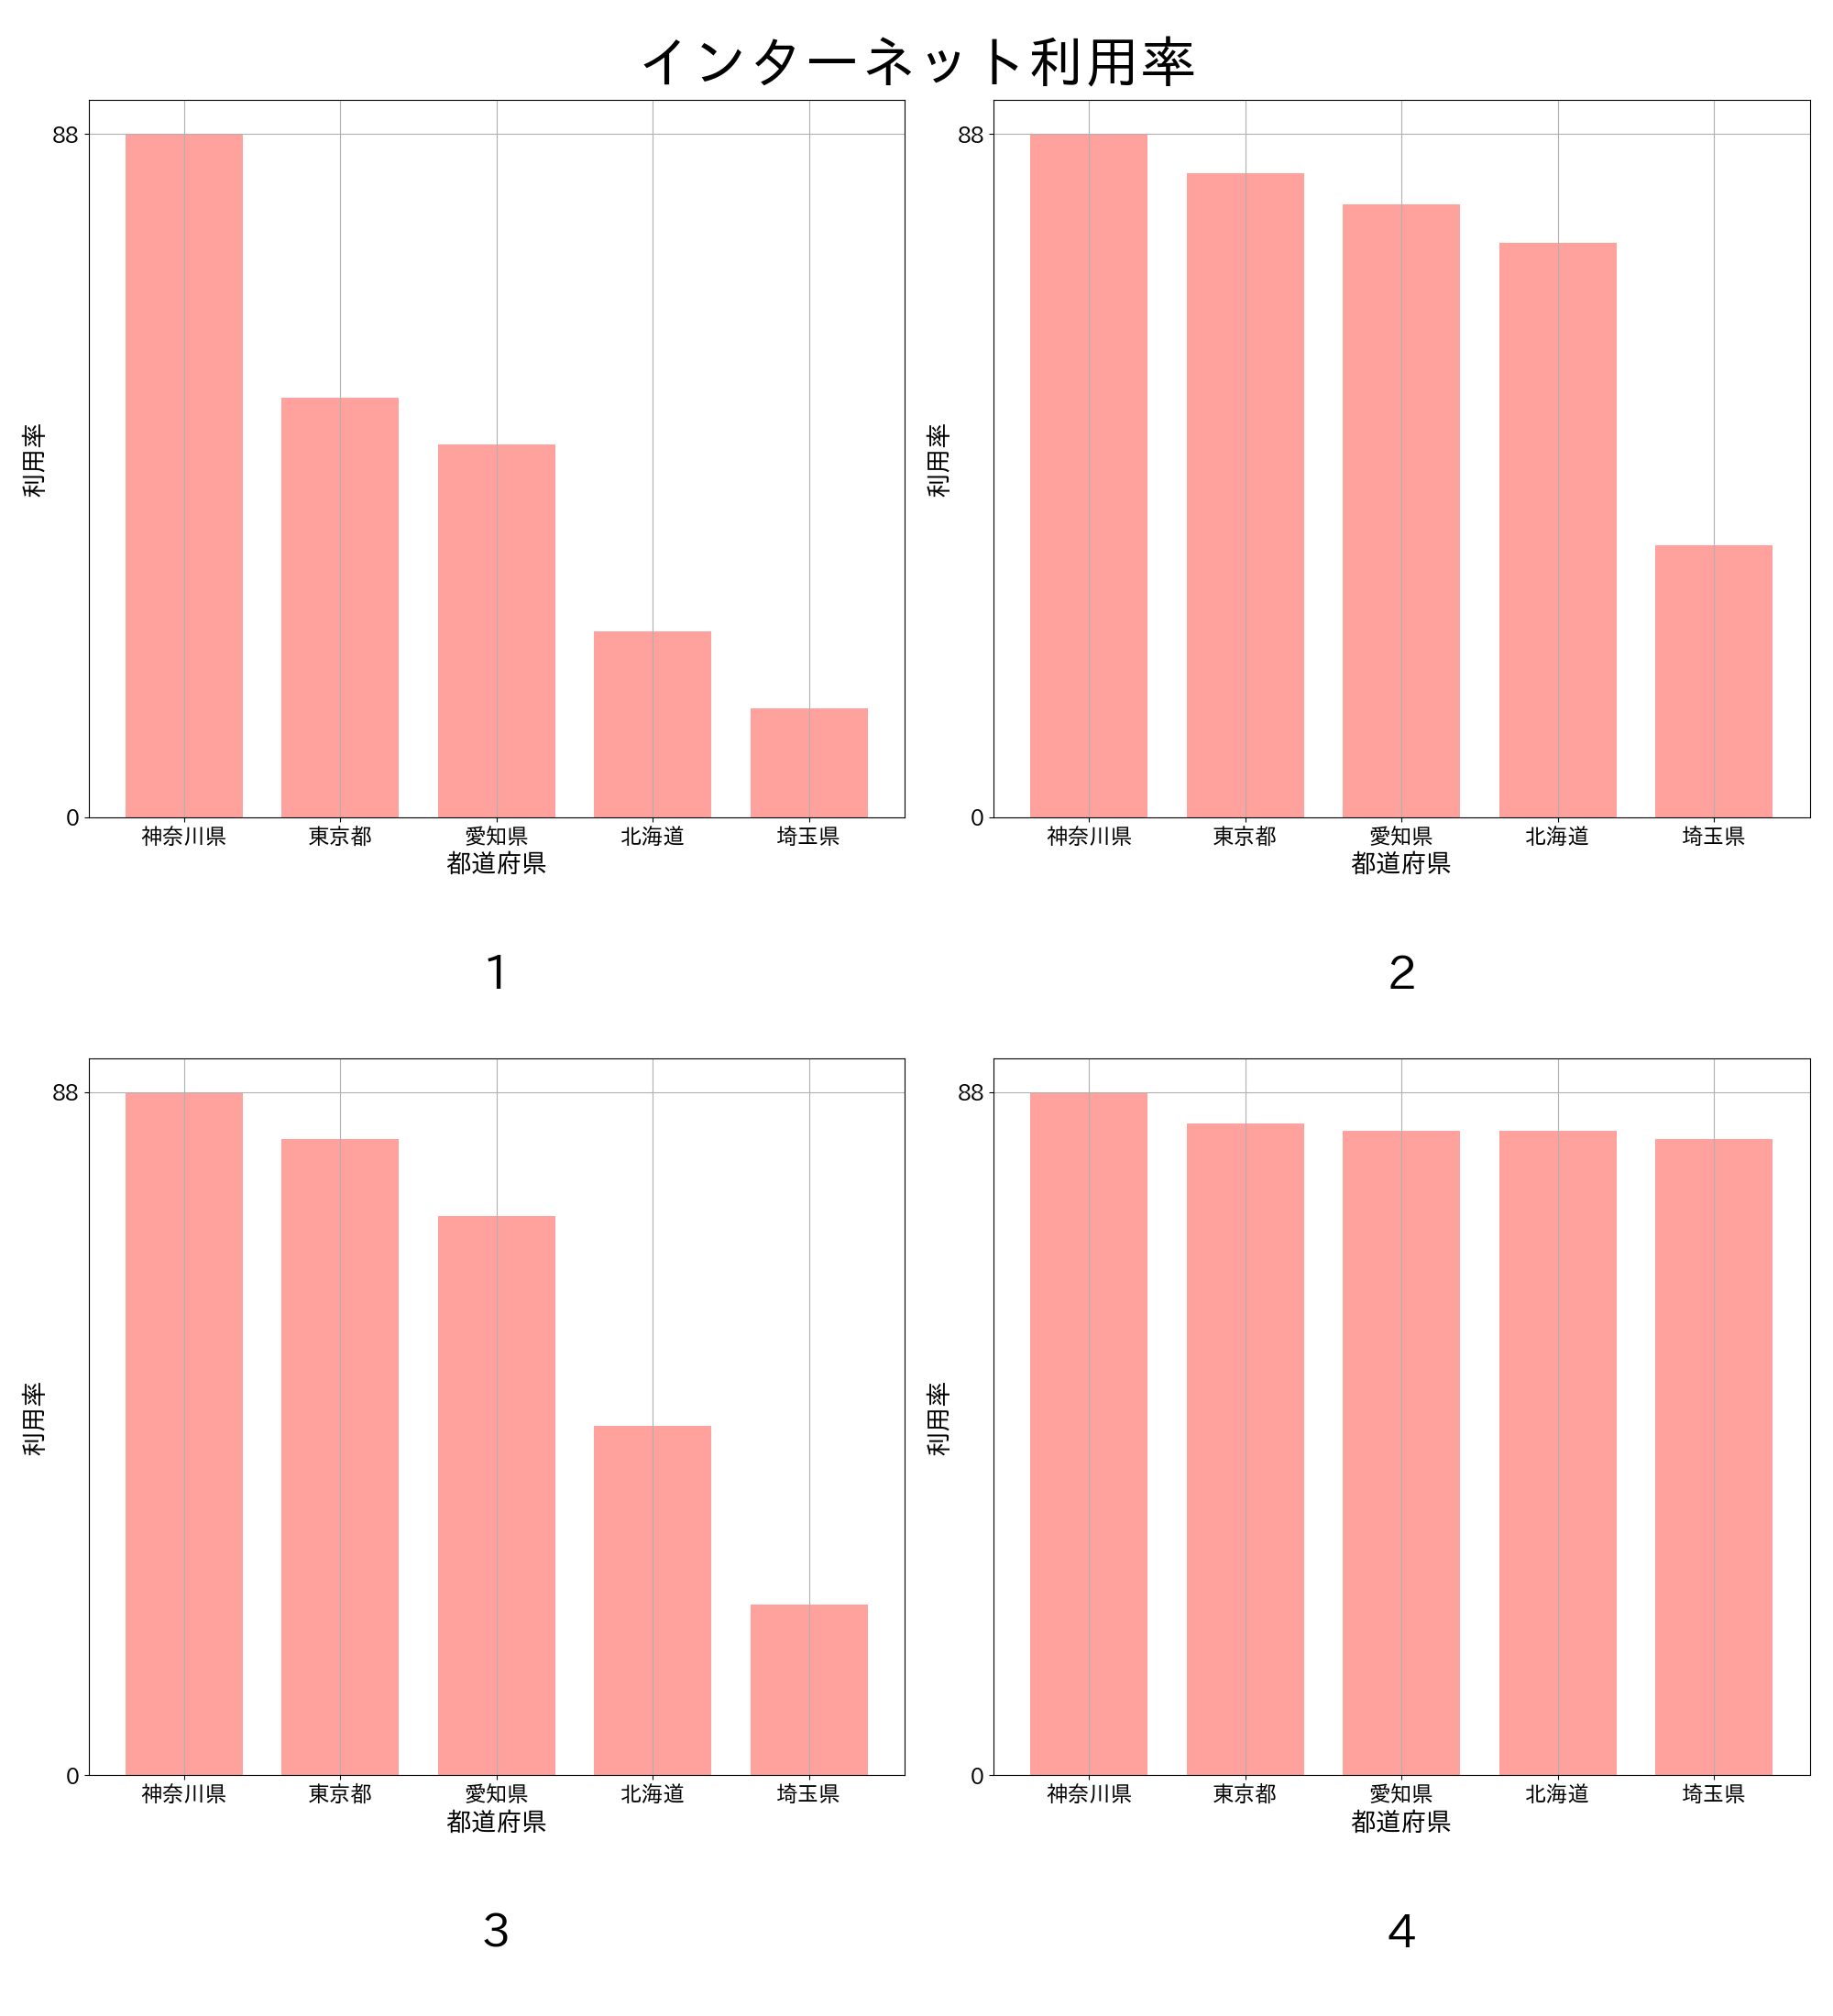 インターネット利用率
88
0
利用率
神奈川県 東京都 愛知県 北海道 埼玉県
都道府県
1
88
0
利用率
神奈川県 東京都 愛知県 北海道 埼玉県
都道府県
2
88
0
利用率
神奈川県 東京都 愛知県 北海道 埼玉県
都道府県
3
88
0
利用率
神奈川県 東京都 愛知県 北海道 埼玉県
都道府県
4